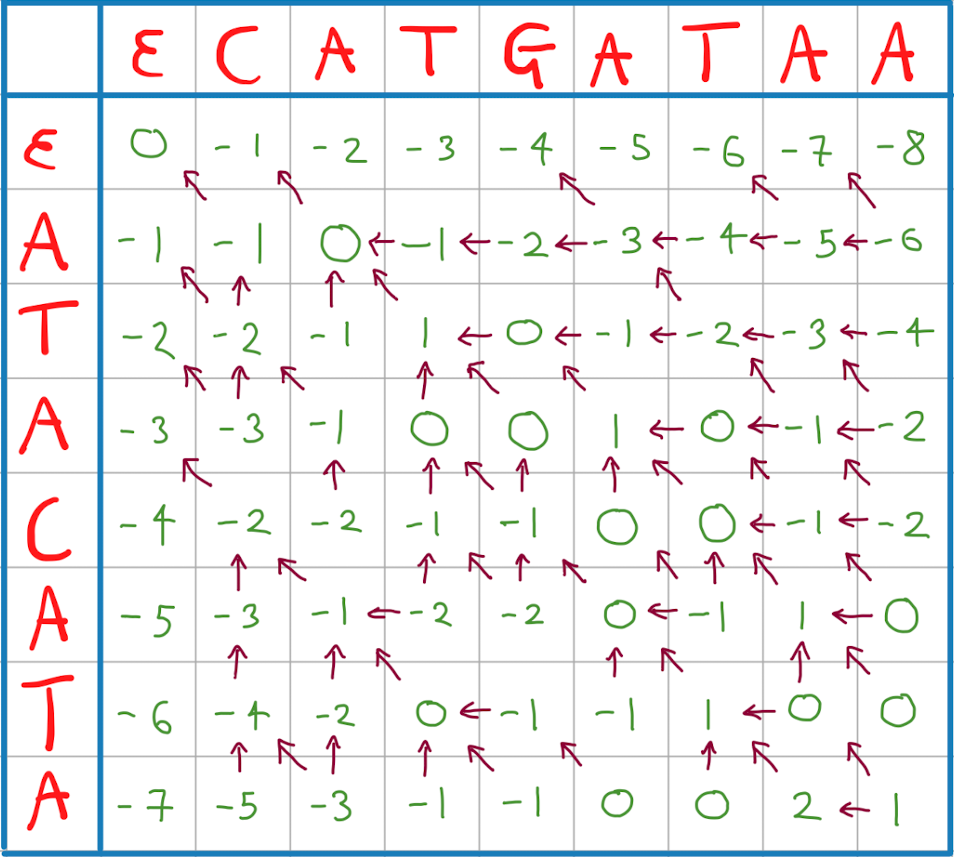 ε C A T G A T A A
ε 0 -1 -2 -3 -4 -5 -6 -7 -8
A -1 -1 0 ← -1 ← -2 ← -3 ← -4 ← -5 ← -6
T -2 -2 -1 1 ← 0 ← -1 ← -2 ← -3 ← -4
A -3 -3 -1 0 0 1 ← 0 ← -1 ← -2
C -4 -2 -2 -1 -1 0 0 ← -1 ← -2
A -5 -3 -1 ← -2 -2 0 ← -1 1 ← 0
T -6 -4 -2 0 ← -1 -1 1 ← 0 0
A -7 -5 -3 -1 -1 0 0 2 ← 1